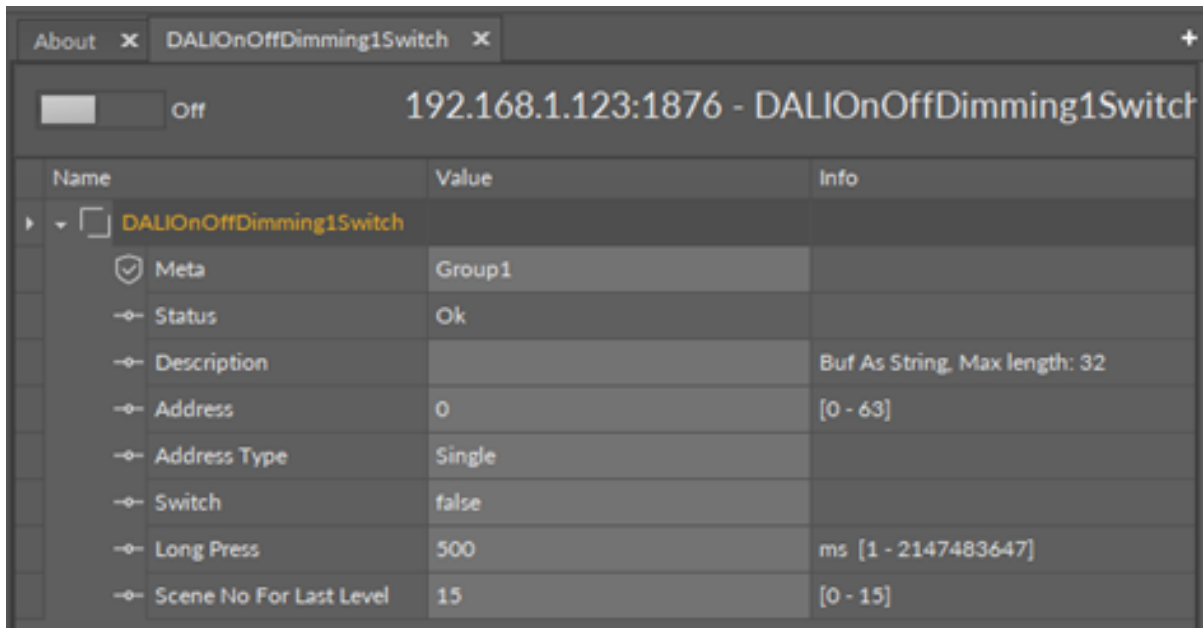 About DALIOnOffDimming1Switch
Off 192.168.1.123:1876 - DALIOnOffDimming1Switch
Name Value Info
DALIOnOffDimming1Switch
Meta Group1
Status Ok
Description Buf As String, Max length: 32
Address 0 [0 - 63]
Address Type Single
Switch false
Long Press 500 ms [1 - 2147483647]
Scene No For Last Level 15 [0 - 15]